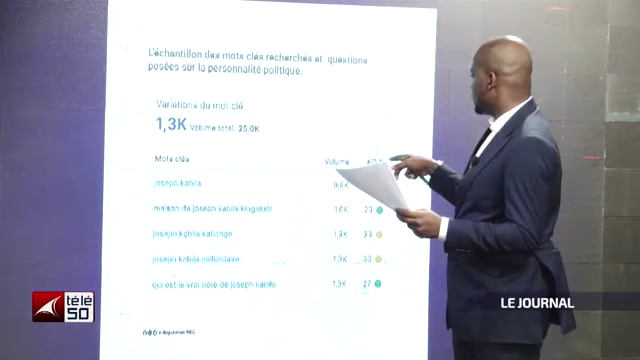 L'échantillon des mots clés recherchés et questions
posées sur la personnalité politique.
Variations du mot clé
1,3K Volume total: 25,0K
Mots clés Volume
joseph kabila 9,9K
maison de joseph kabila kingakati 1,0K 23
joseph kabila kabange 1,3K 33
joseph kabila milliardaire 1,3K 30
qui est le vrai père de joseph kabila 1,3K 27
télé
50
LE JOURNAL